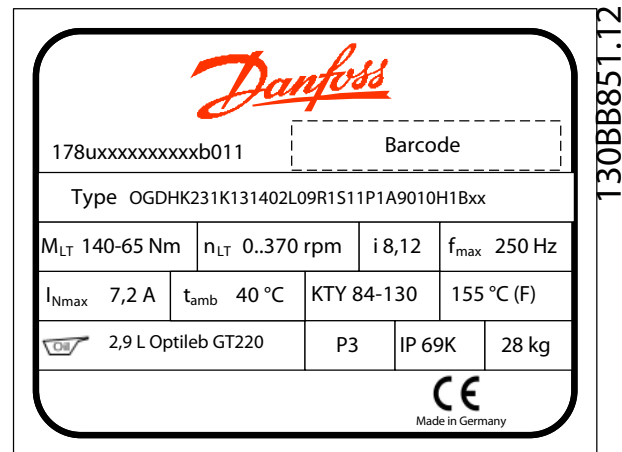 Danfoss
178uxxxxxxxxxxb011 Barcode
Type OGDHK231K131402L09R1S11P1A9010H1Bxx
MLT 140-65 Nm nLT 0..370 rpm i 8,12 fmax 250 Hz
INmax 7,2 A tamb 40 °C KTY 84-130 155 °C (F)
Oil 2,9 L Optileb GT220 P3 IP 69K 28 kg
CE
Made in Germany
130BB851.12